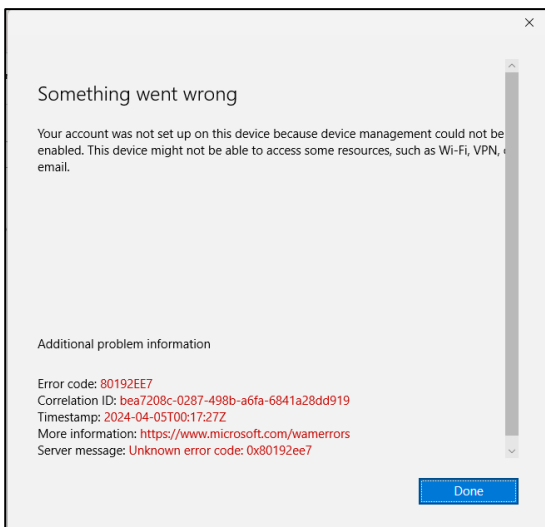 Something went wrong
Your account was not set up on this device because device management could not be
enabled. This device might not be able to access some resources, such as Wi-Fi, VPN,
email.
Additional problem information
Error code: 80192EE7
Correlation ID: bea7208c-0287-498b-a6fa-6841a28dd919
Timestamp: 2024-04-05T00:17:27Z
More information: https://www.microsoft.com/wamerrors
Server message: Unknown error code: 0x80192ee7
Done